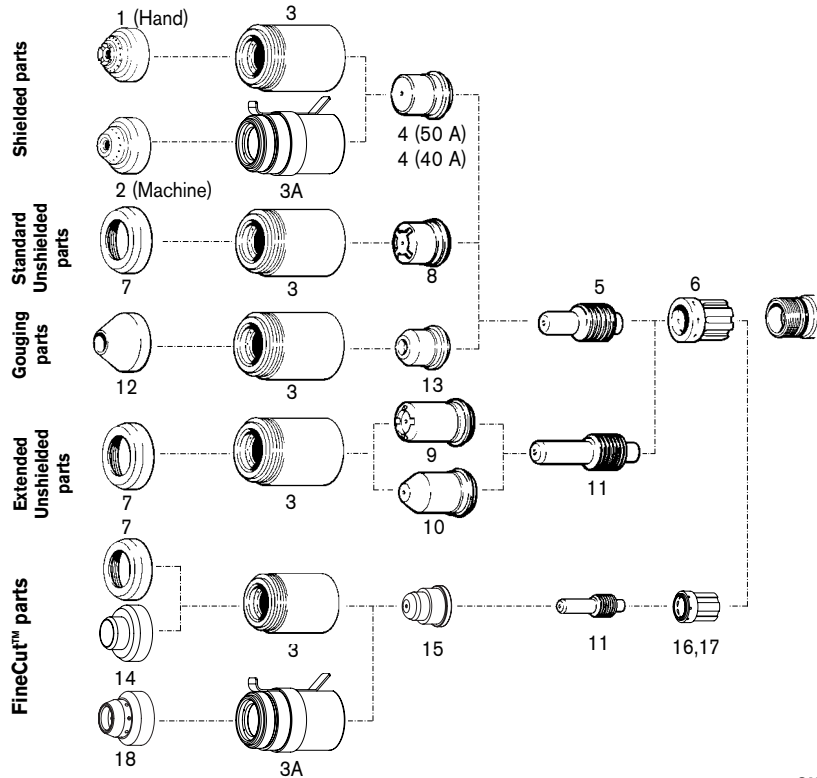 Shielded parts
1 (Hand)
3
4 (50 A)
4 (40 A)
2 (Machine)
3A
Standard
Unshielded
parts
7
3
8
5
6
Gouging
parts
12
3
13
Extended
Unshielded
parts
7
3
9
10
11
FineCut™ parts
7
14
3
15
11
16,17
18
3A